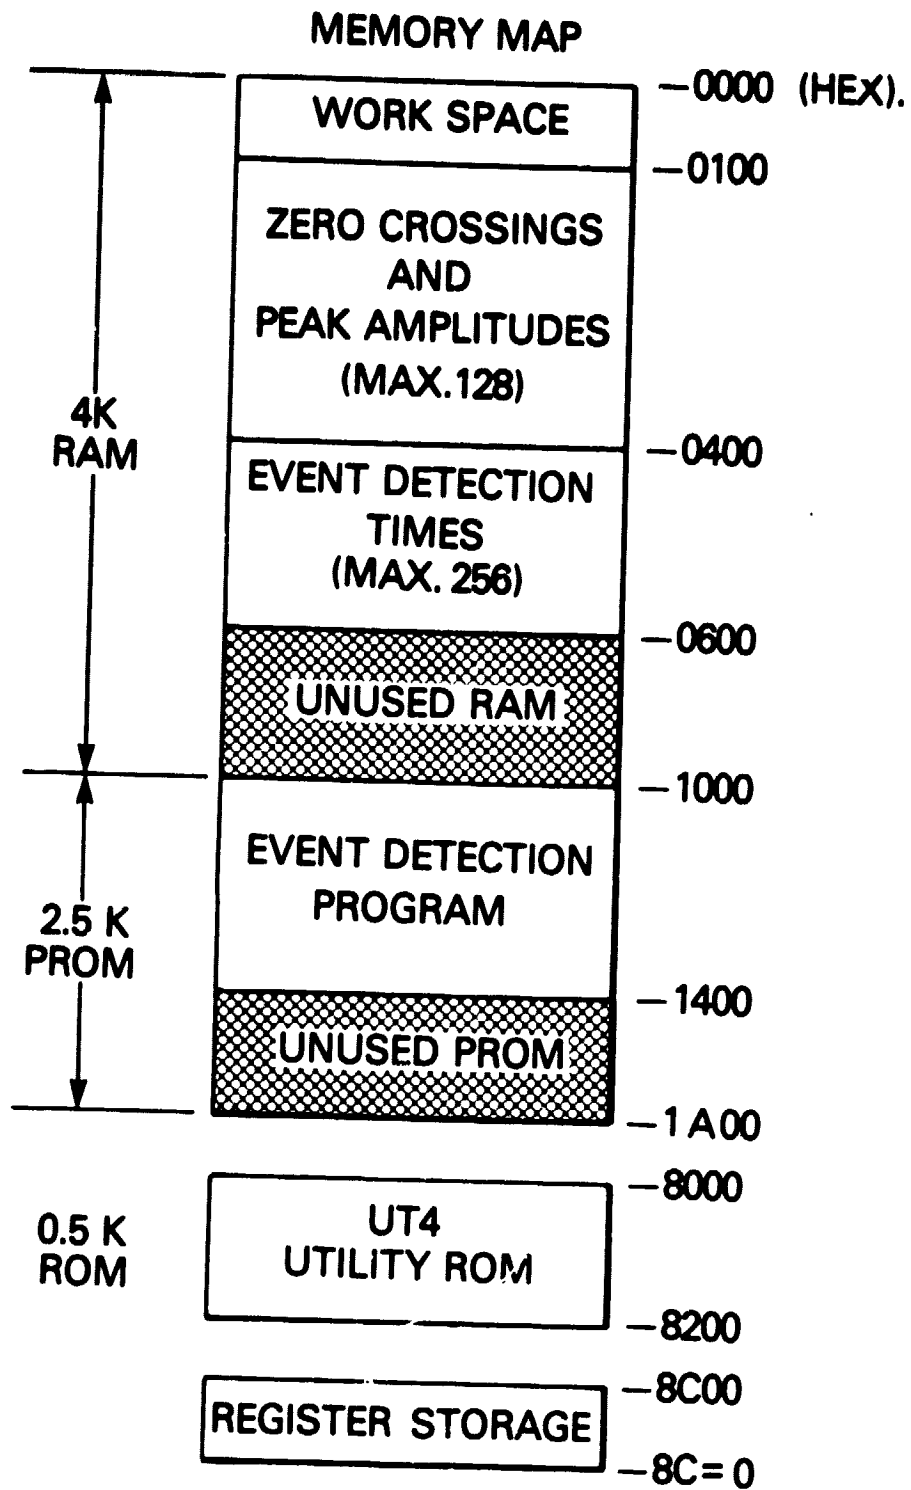 MEMORY MAP
-0000 (HEX).
WORK SPACE
-0100
ZERO CROSSINGS
AND
PEAK AMPLITUDES
(MAX.128)
4K
RAM
-0400
EVENT DETECTION
TIMES
(MAX. 256)
-0600
UNUSED RAM
-1000
EVENT DETECTION
PROGRAM
2.5 K
PROM
-1400
UNUSED PROM
-1A00
-8000
0.5 K
ROM
UT4
UTILITY ROM
-8200
-8C00
REGISTER STORAGE
-8C=0